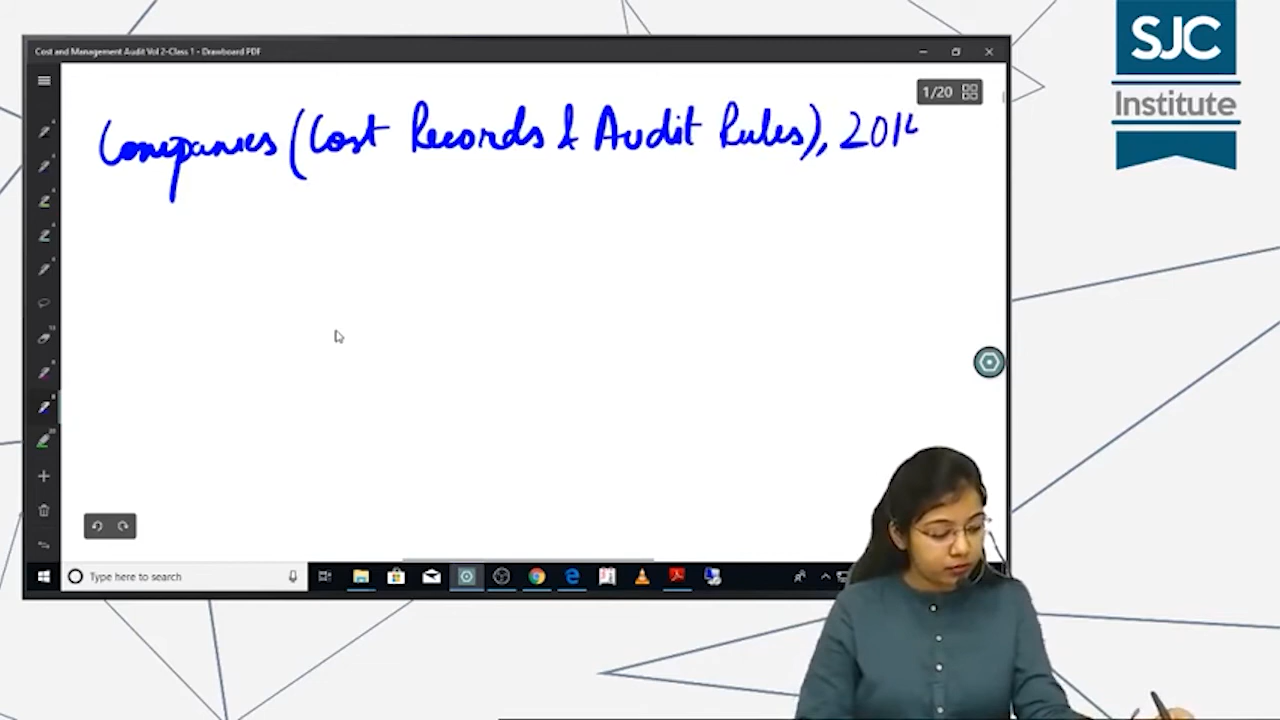 SJC
Institute
Cost and Management Audit Vol 2-Class 1 - Drawboard PDF
1/20
Companies (Cost Records & Audit Rules), 2014
Type here to search